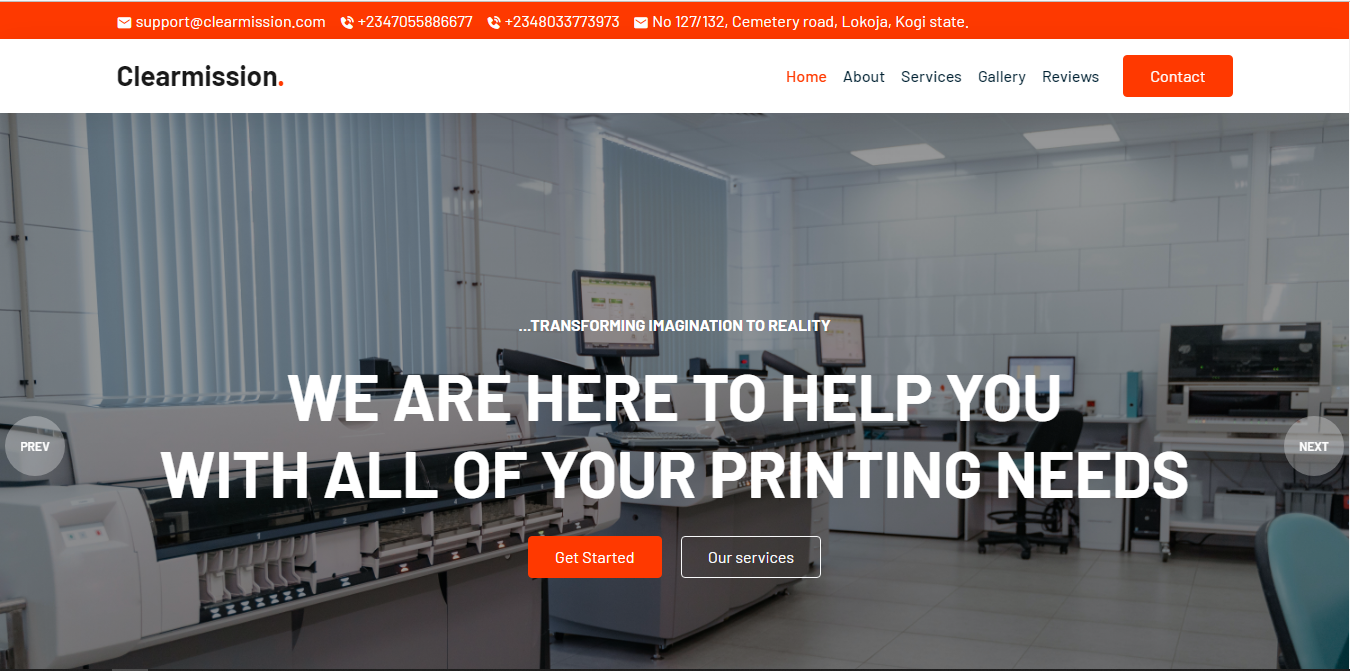 support@clearmission.com +2347055886677 +2348033773973 No 127/132, Cemetery road, Lokoja, Kogi state.
Clearmission. Home About Services Gallery Reviews Contact
...TRANSFORMING IMAGINATION TO REALITY
WE ARE HERE TO HELP YOU
WITH ALL OF YOUR PRINTING NEEDS
PREV NEXT
Get Started Our services